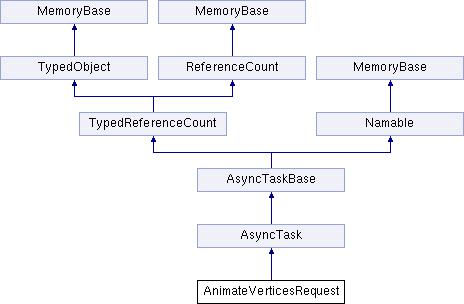 MemoryBase MemoryBase
TypedObject ReferenceCount MemoryBase
TypedReferenceCount Namable
AsyncTaskBase
AsyncTask
AnimateVerticesRequest